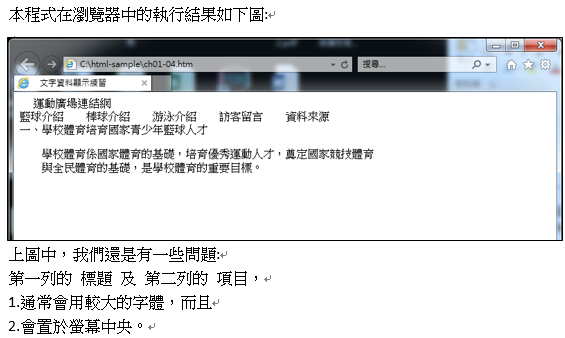 本程式在瀏覽器中的執行結果如下圖:
C:\html-sample\ch01-04.htm
搜尋...
文字資料顯示練習
運動廣場連結網
籃球介紹 棒球介紹 游泳介紹 訪客留言 資料來源
一、學校體育培育國家青少年籃球人才
學校體育係國家體育的基礎，培育優秀運動人才，奠定國家競技體育
與全民體育的基礎，是學校體育的重要目標。
上圖中，我們還是有一些問題:
第一列的 標題 及 第二列的 項目，
1.通常會用較大的字體，而且
2.會置於螢幕中央。